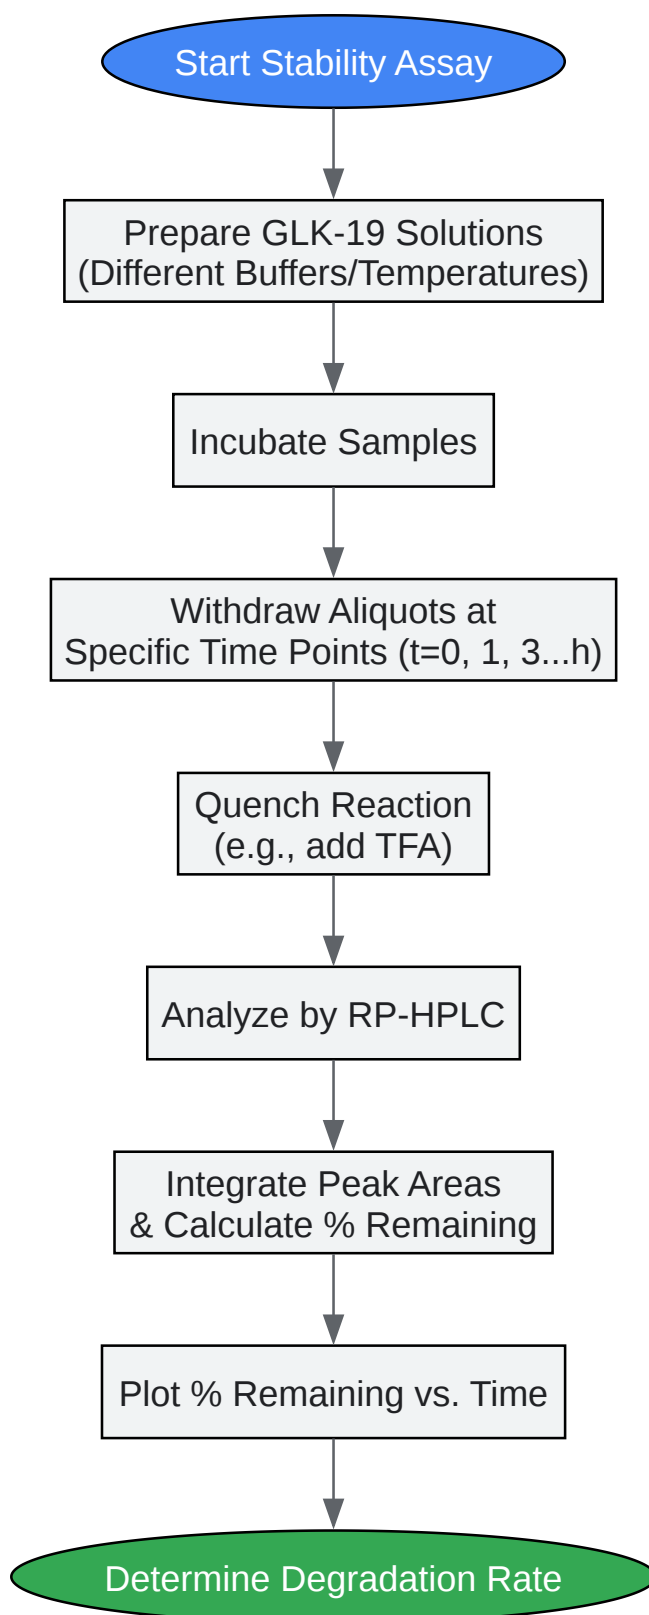 Start Stability Assay
Prepare GLK-19 Solutions
(Different Buffers/Temperatures)
Incubate Samples
Withdraw Aliquots at
Specific Time Points (t=0, 1, 3...h)
Quench Reaction
(e.g., add TFA)
Analyze by RP-HPLC
Integrate Peak Areas
& Calculate % Remaining
Plot % Remaining vs. Time
Determine Degradation Rate